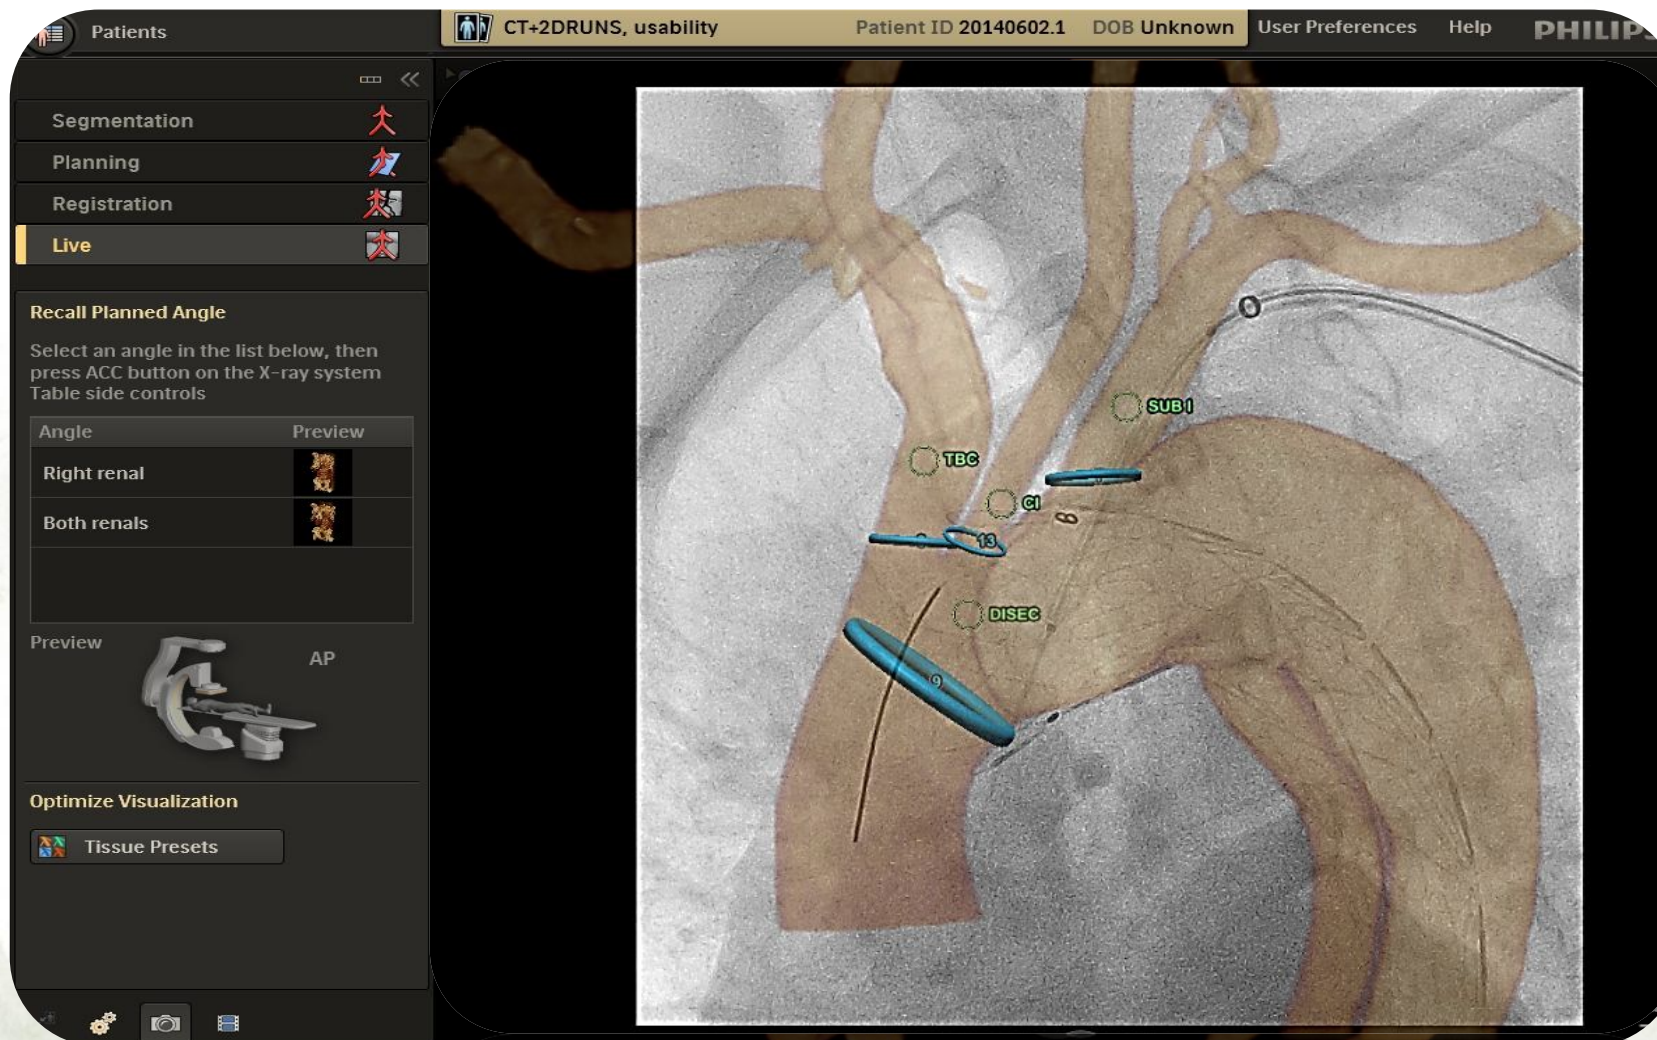 Patients
CT+2DRUNS, usability
Patient ID 20140602.1
DOB Unknown
User Preferences
Help
PHILIPS
Segmentation
Planning
Registration
Live
Recall Planned Angle
Select an angle in the list below, then
press ACC button on the X-ray system
Table side controls
Angle Preview
Right renal
Both renals
Preview
AP
Optimize Visualization
Tissue Presets
SUB I
TBC
CI
13
DISEC
9